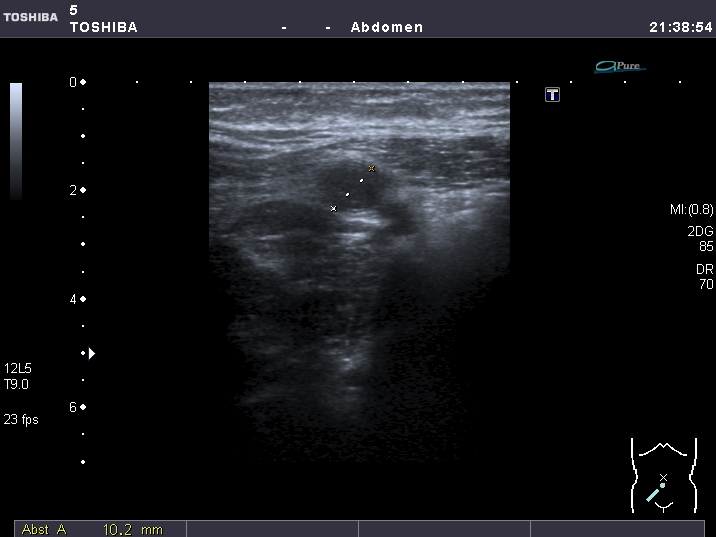 TOSHIBA
5
TOSHIBA - - Abdomen 21:38:54
aPure
T
0
2
4
6
MI:(0.8)
2DG
85
DR
70
12L5
T9.0
23 fps
Abst A 10.2 mm